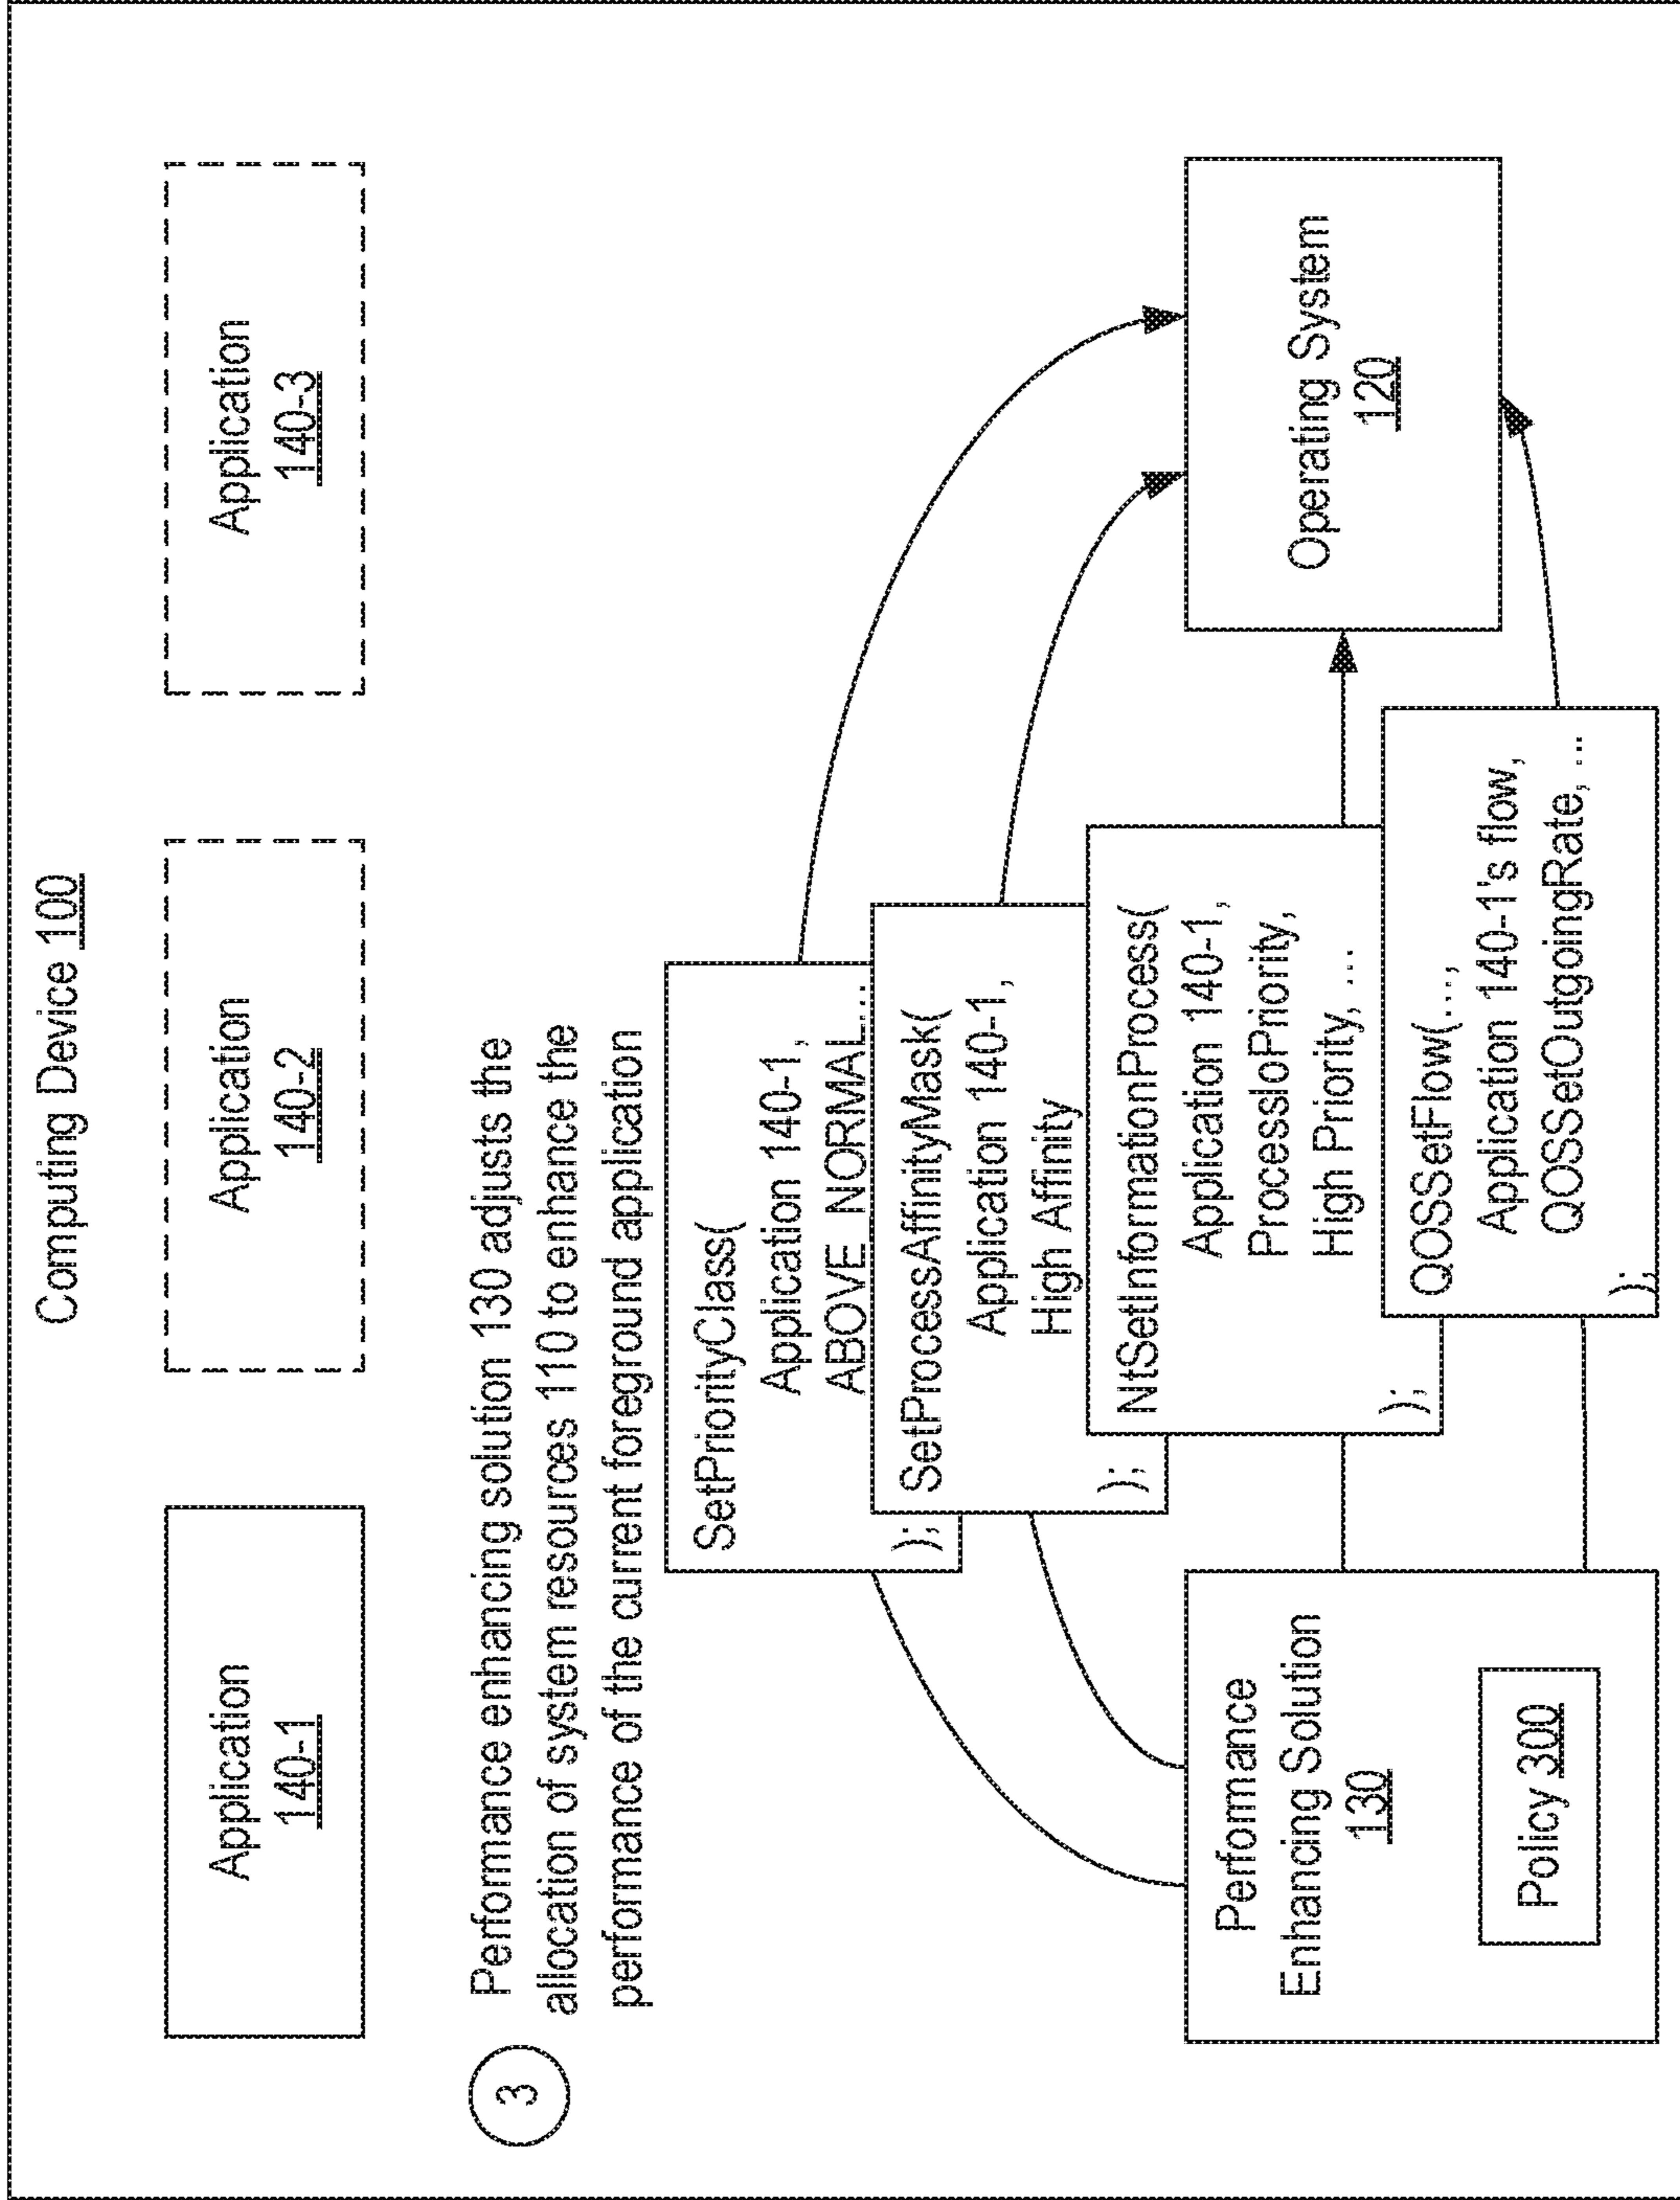 Computing Device 100
Application
140-1
Application
140-2
Application
140-3
3
Performance enhancing solution 130 adjusts the
allocation of system resources 110 to enhance the
performance of the current foreground application
SetPriorityClass(
Application 140-1,
ABOVE_NORMAL...
);
SetProcessAffinityMask(
Application 140-1,
High Affinity
);
NtSetInformationProcess(
Application 140-1,
ProcessIoPriority,
High Priority, ...
);
QOSSetFlow(...,
Application 140-1's flow,
QOSSetOutgoingRate, ...
);
Performance
Enhancing Solution
130
Policy 300
Operating System
120